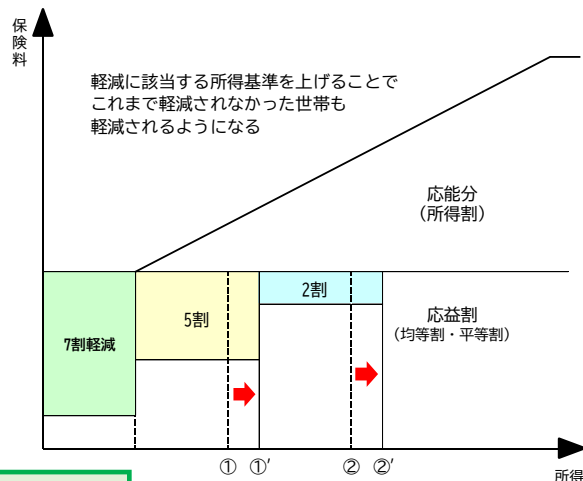 保険料
軽減に該当する所得基準を上げることで
これまで軽減されなかった世帯も
軽減されるようになる
応能分
（所得割）
7割軽減
5割
2割
応益割
（均等割・平等割）
① ①′ ② ②′
所得